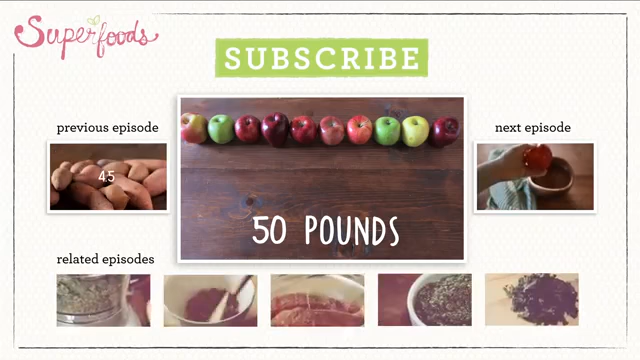 Superfoods
SUBSCRIBE
previous episode
next episode
4.5
50 POUNDS
related episodes